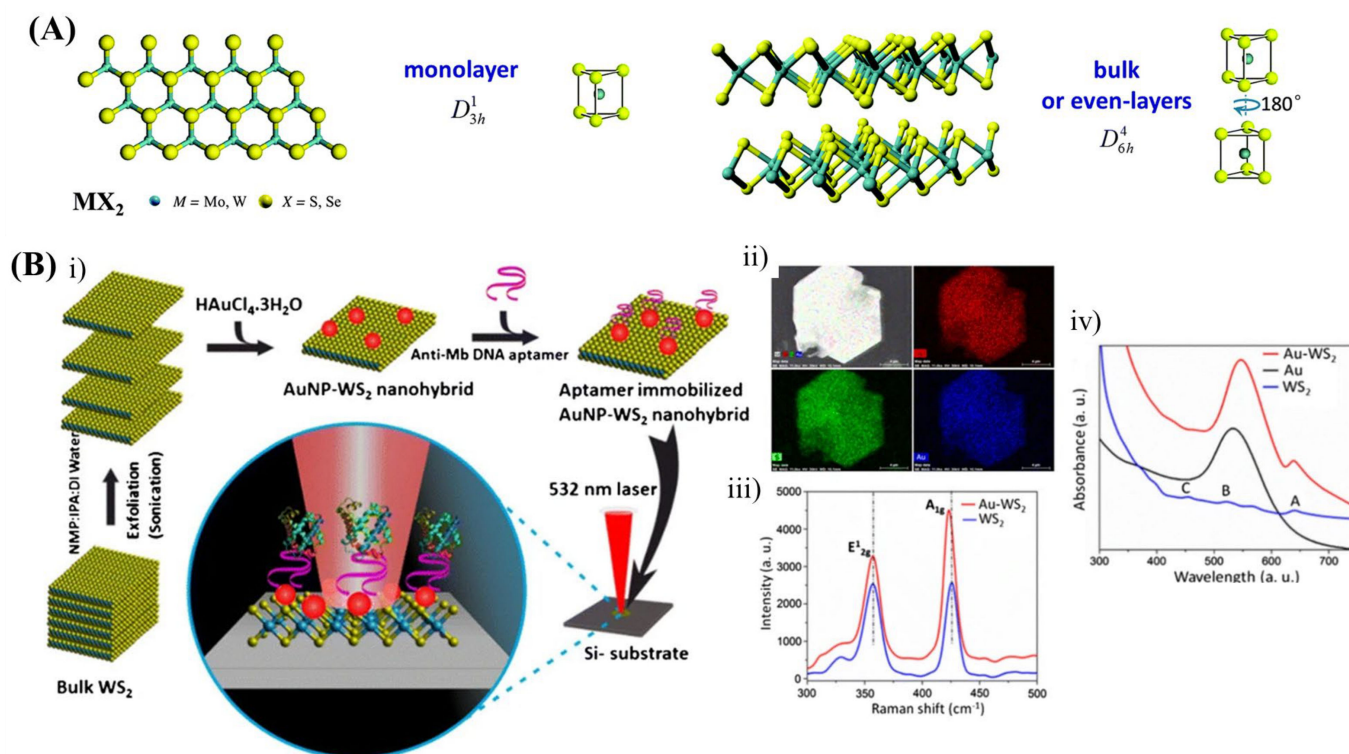 (A)
monolayer
D¹₃ₕ
bulk
or even-layers
D⁴₆ₕ
180°
MX₂ M = Mo, W X = S, Se
(B)
i)
HAuCl₄.3H₂O
Anti-Mb DNA aptamer
AuNP-WS₂ nanohybrid
Aptamer immobilized
AuNP-WS₂ nanohybrid
NMP:IPA:DI Water
Exfoliation
(Sonication)
Bulk WS₂
532 nm laser
Si- substrate
ii)
S
Au
iii)
5000
4000
3000
2000
1000
0
Intensity (a. u.)
E¹₂g
A₁g
Au-WS₂
WS₂
300 350 400 450 500
Raman shift (cm⁻¹)
iv)
Absorbance (a. u.)
Au-WS₂
Au
WS₂
C
B
A
300 400 500 600 700
Wavelength (a. u.)